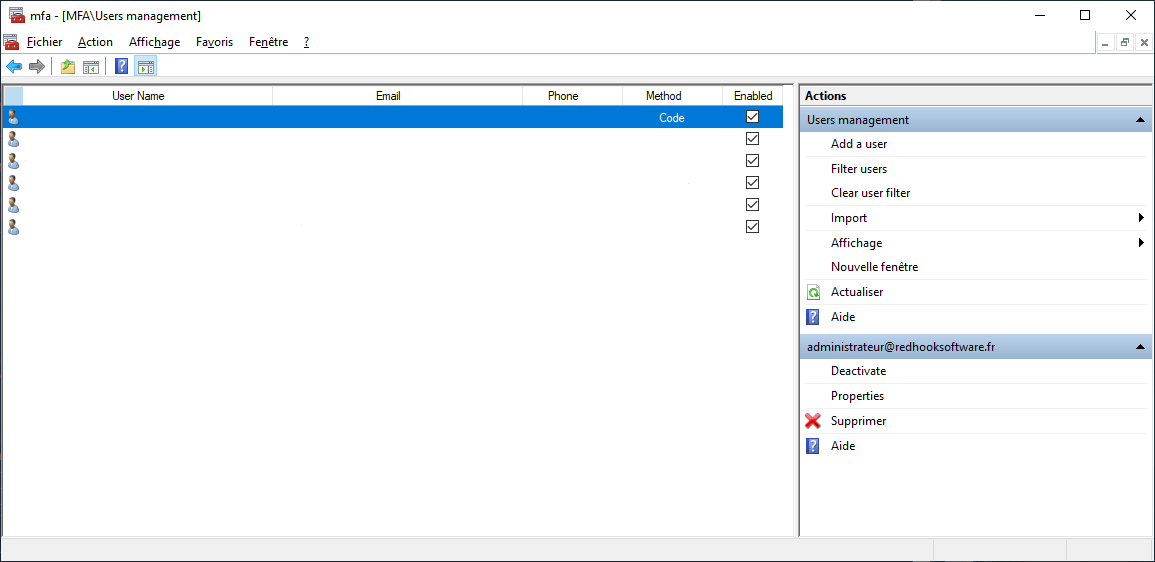 mfa - [MFA\Users management]
Fichier Action Affichage Favoris Fenêtre ?
User Name Email Phone Method Enabled
Code
Actions
Users management
Add a user
Filter users
Clear user filter
Import
Affichage
Nouvelle fenêtre
Actualiser
Aide
administrateur@redhooksoftware.fr
Deactivate
Properties
Supprimer
Aide